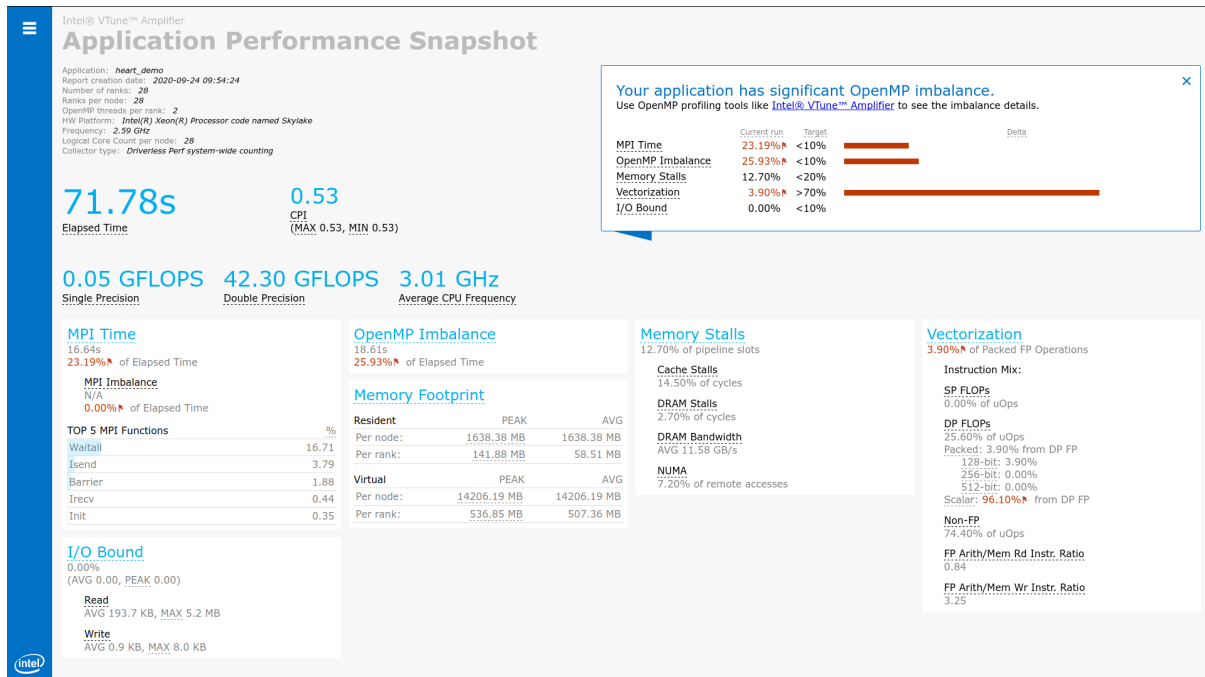 Intel® VTune™ Amplifier
Application Performance Snapshot
Application: heart_demo
Report creation date: 2020-09-24 09:54:24
Number of ranks: 28
Ranks per node: 28
OpenMP threads per rank: 2
HW Platform: Intel(R) Xeon(R) Processor code named Skylake
Frequency: 2.59 GHz
Logical Core Count per node: 28
Collector type: Driverless Perf system-wide counting
Your application has significant OpenMP imbalance.
Use OpenMP profiling tools like Intel® VTune™ Amplifier to see the imbalance details.
Current run Target Delta
MPI Time 23.19% <10%
OpenMP Imbalance 25.93% <10%
Memory Stalls 12.70% <20%
Vectorization 3.90% >70%
I/O Bound 0.00% <10%
71.78s
Elapsed Time
0.53
CPI
(MAX 0.53, MIN 0.53)
0.05 GFLOPS
Single Precision
42.30 GFLOPS
Double Precision
3.01 GHz
Average CPU Frequency
MPI Time
16.64s
23.19% of Elapsed Time
MPI Imbalance
N/A
0.00% of Elapsed Time
TOP 5 MPI Functions %
Waitall 16.71
Isend 3.79
Barrier 1.88
Irecv 0.44
Init 0.35
I/O Bound
0.00%
(AVG 0.00, PEAK 0.00)
Read
AVG 193.7 KB, MAX 5.2 MB
Write
AVG 0.9 KB, MAX 8.0 KB
OpenMP Imbalance
18.61s
25.93% of Elapsed Time
Memory Footprint
Resident PEAK AVG
Per node: 1638.38 MB 1638.38 MB
Per rank: 141.88 MB 58.51 MB
Virtual PEAK AVG
Per node: 14206.19 MB 14206.19 MB
Per rank: 536.85 MB 507.36 MB
Memory Stalls
12.70% of pipeline slots
Cache Stalls
14.50% of cycles
DRAM Stalls
2.70% of cycles
DRAM Bandwidth
AVG 11.58 GB/s
NUMA
7.20% of remote accesses
Vectorization
3.90% of Packed FP Operations
Instruction Mix:
SP FLOPs
0.00% of uOps
DP FLOPs
25.60% of uOps
Packed: 3.90% from DP FP
128-bit: 3.90%
256-bit: 0.00%
512-bit: 0.00%
Scalar: 96.10% from DP FP
Non-FP
74.40% of uOps
FP Arith/Mem Rd Instr. Ratio
0.84
FP Arith/Mem Wr Instr. Ratio
3.25
intel